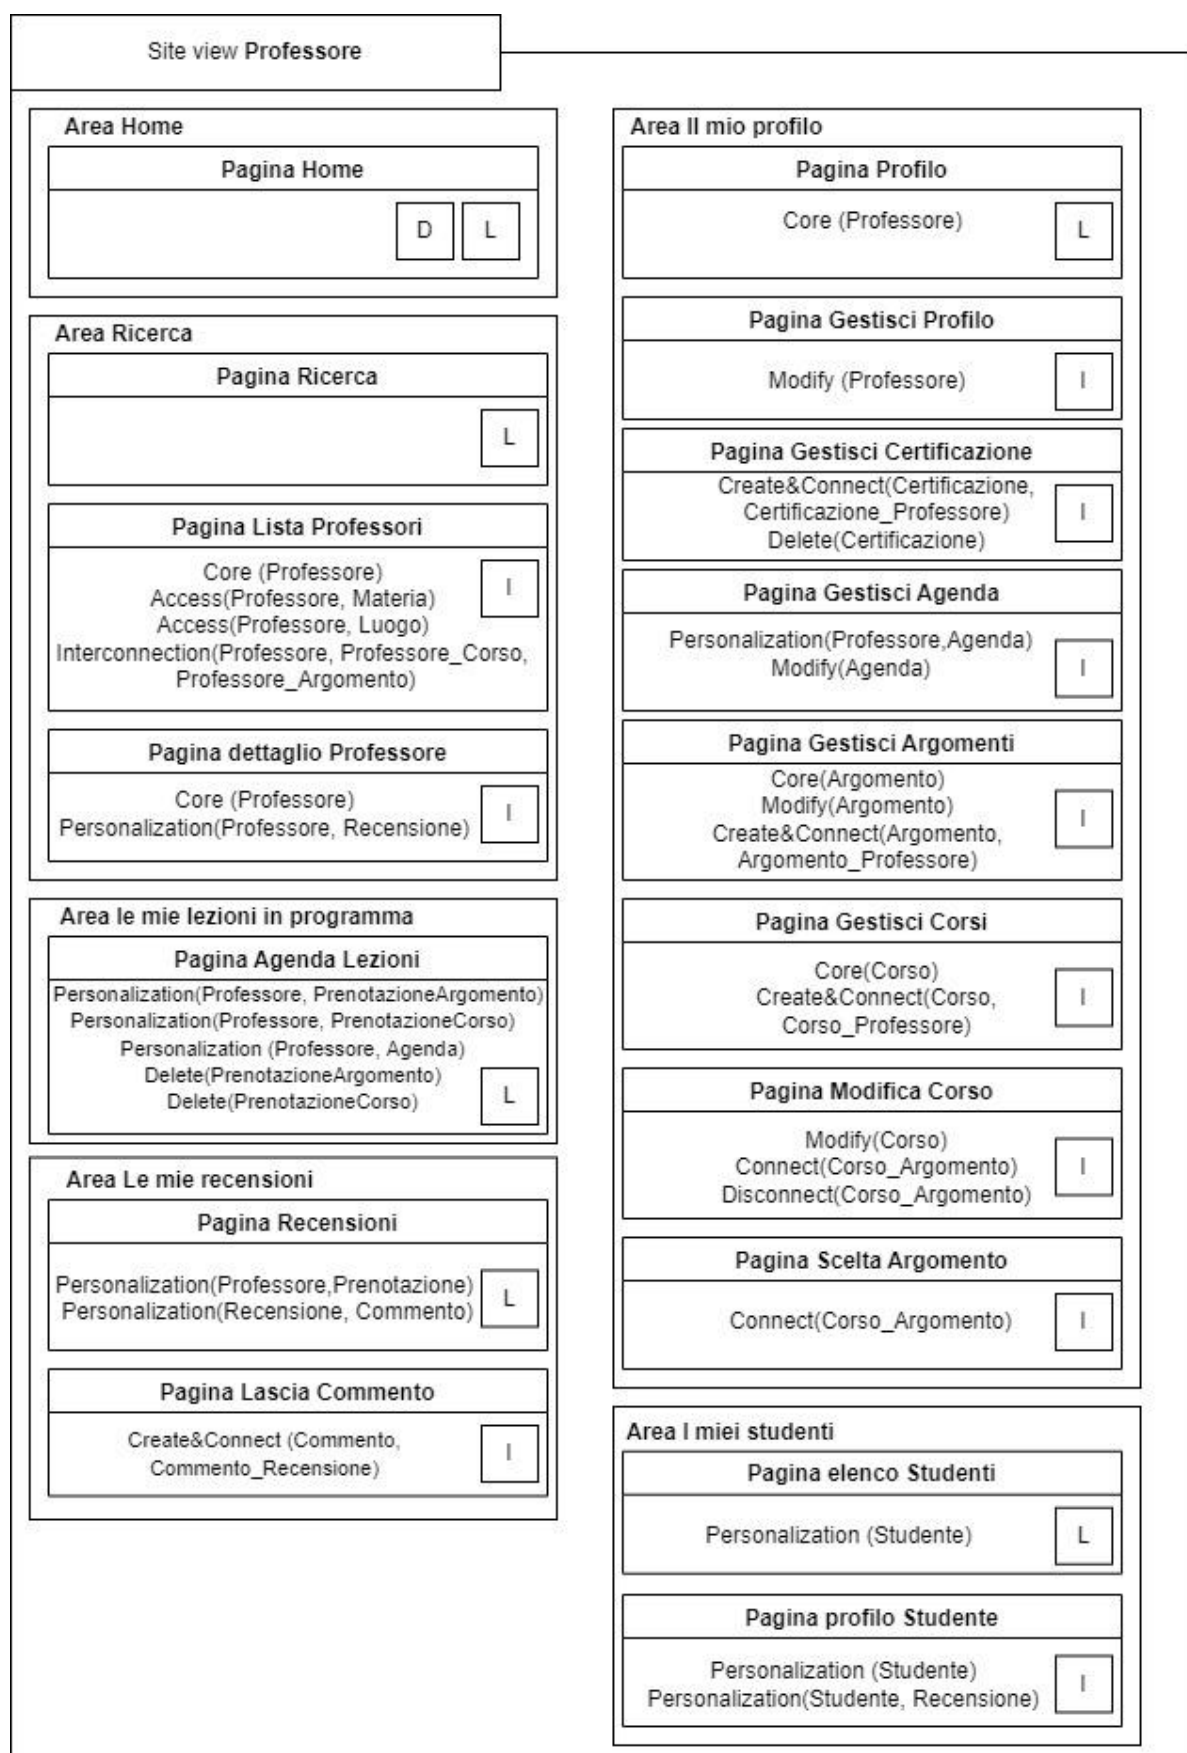 Site view Professore
Area Home
Pagina Home
D
L
Area Ricerca
Pagina Ricerca
L
Pagina Lista Professori
Core (Professore)
Access(Professore, Materia)
Access(Professore, Luogo)
Interconnection(Professore, Professore_Corso,
Professore_Argomento)
I
Pagina dettaglio Professore
Core (Professore)
Personalization(Professore, Recensione)
I
Area le mie lezioni in programma
Pagina Agenda Lezioni
Personalization(Professore, PrenotazioneArgomento)
Personalization(Professore, PrenotazioneCorso)
Personalization (Professore, Agenda)
Delete(PrenotazioneArgomento)
Delete(PrenotazioneCorso)
L
Area Le mie recensioni
Pagina Recensioni
Personalization(Professore,Prenotazione)
Personalization(Recensione, Commento)
L
Pagina Lascia Commento
Create&Connect (Commento,
Commento_Recensione)
I
Area Il mio profilo
Pagina Profilo
Core (Professore)
L
Pagina Gestisci Profilo
Modify (Professore)
I
Pagina Gestisci Certificazione
Create&Connect(Certificazione,
Certificazione_Professore)
Delete(Certificazione)
I
Pagina Gestisci Agenda
Personalization(Professore,Agenda)
Modify(Agenda)
I
Pagina Gestisci Argomenti
Core(Argomento)
Modify(Argomento)
Create&Connect(Argomento,
Argomento_Professore)
I
Pagina Gestisci Corsi
Core(Corso)
Create&Connect(Corso,
Corso_Professore)
I
Pagina Modifica Corso
Modify(Corso)
Connect(Corso_Argomento)
Disconnect(Corso_Argomento)
I
Pagina Scelta Argomento
Connect(Corso_Argomento)
I
Area I miei studenti
Pagina elenco Studenti
Personalization (Studente)
L
Pagina profilo Studente
Personalization (Studente)
Personalization(Studente, Recensione)
I